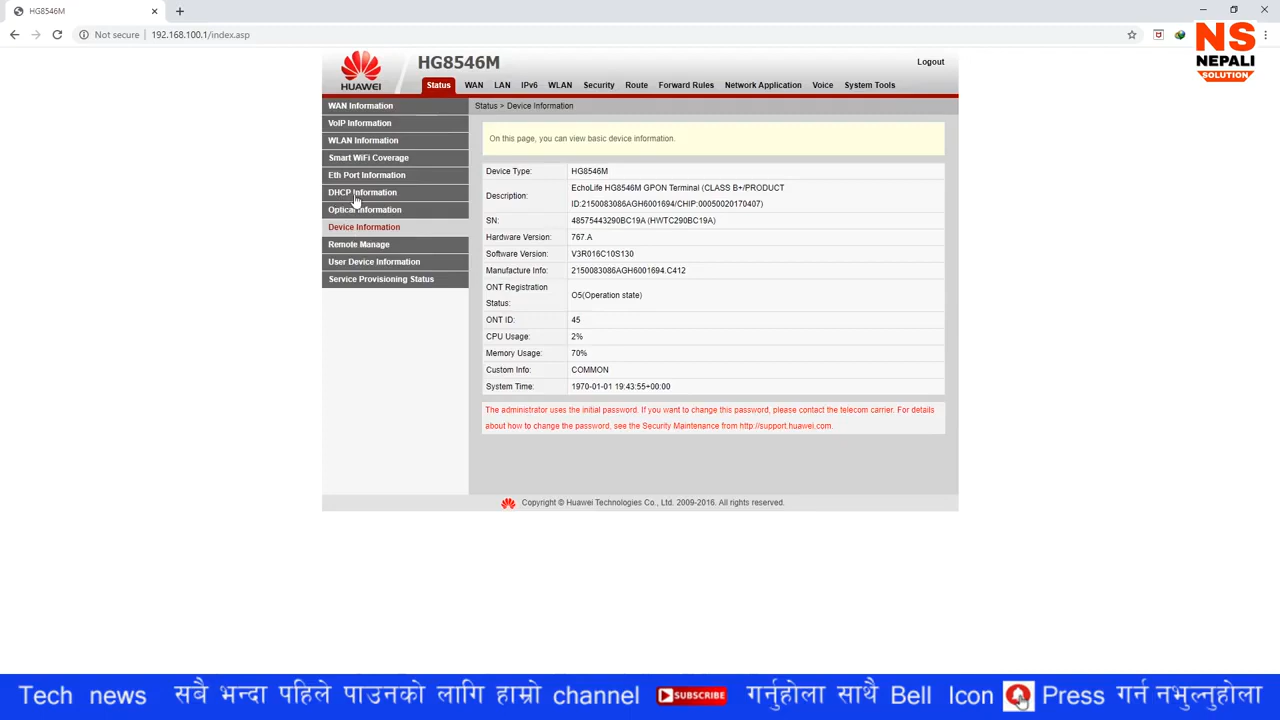 HG8546M
Not secure
192.168.100.1/index.asp
NS
NEPALI
SOLUTION
HUAWEI
HG8546M
Logout
Status WAN LAN IPv6 WLAN Security Route Forward Rules Network Application Voice System Tools
WAN Information
VoIP Information
WLAN Information
Smart WiFi Coverage
Eth Port Information
DHCP Information
Optical Information
Device Information
Remote Manage
User Device Information
Service Provisioning Status
Status > Device Information
On this page, you can view basic device information.
Device Type: HG8546M
Description: EchoLife HG8546M GPON Terminal (CLASS B+/PRODUCT
ID:2150083086AGH6001694/CHIP:00050020170407)
SN: 48575443290BC19A (HWTC290BC19A)
Hardware Version: 767.A
Software Version: V3R016C10S130
Manufacture Info: 2150083086AGH6001694.C412
ONT Registration
Status: O5(Operation state)
ONT ID: 45
CPU Usage: 2%
Memory Usage: 70%
Custom Info: COMMON
System Time: 1970-01-01 19:43:55+00:00
The administrator uses the initial password. If you want to change this password, please contact the telecom carrier. For details
about how to change the password, see the Security Maintenance from http://support.huawei.com.
Copyright © Huawei Technologies Co., Ltd. 2009-2016. All rights reserved.
Tech news सबै भन्दा पहिले पाउनको लागि हाम्रो channel SUBSCRIBE गर्नुहोला साथै Bell Icon Press गर्न नभुल्नुहोला